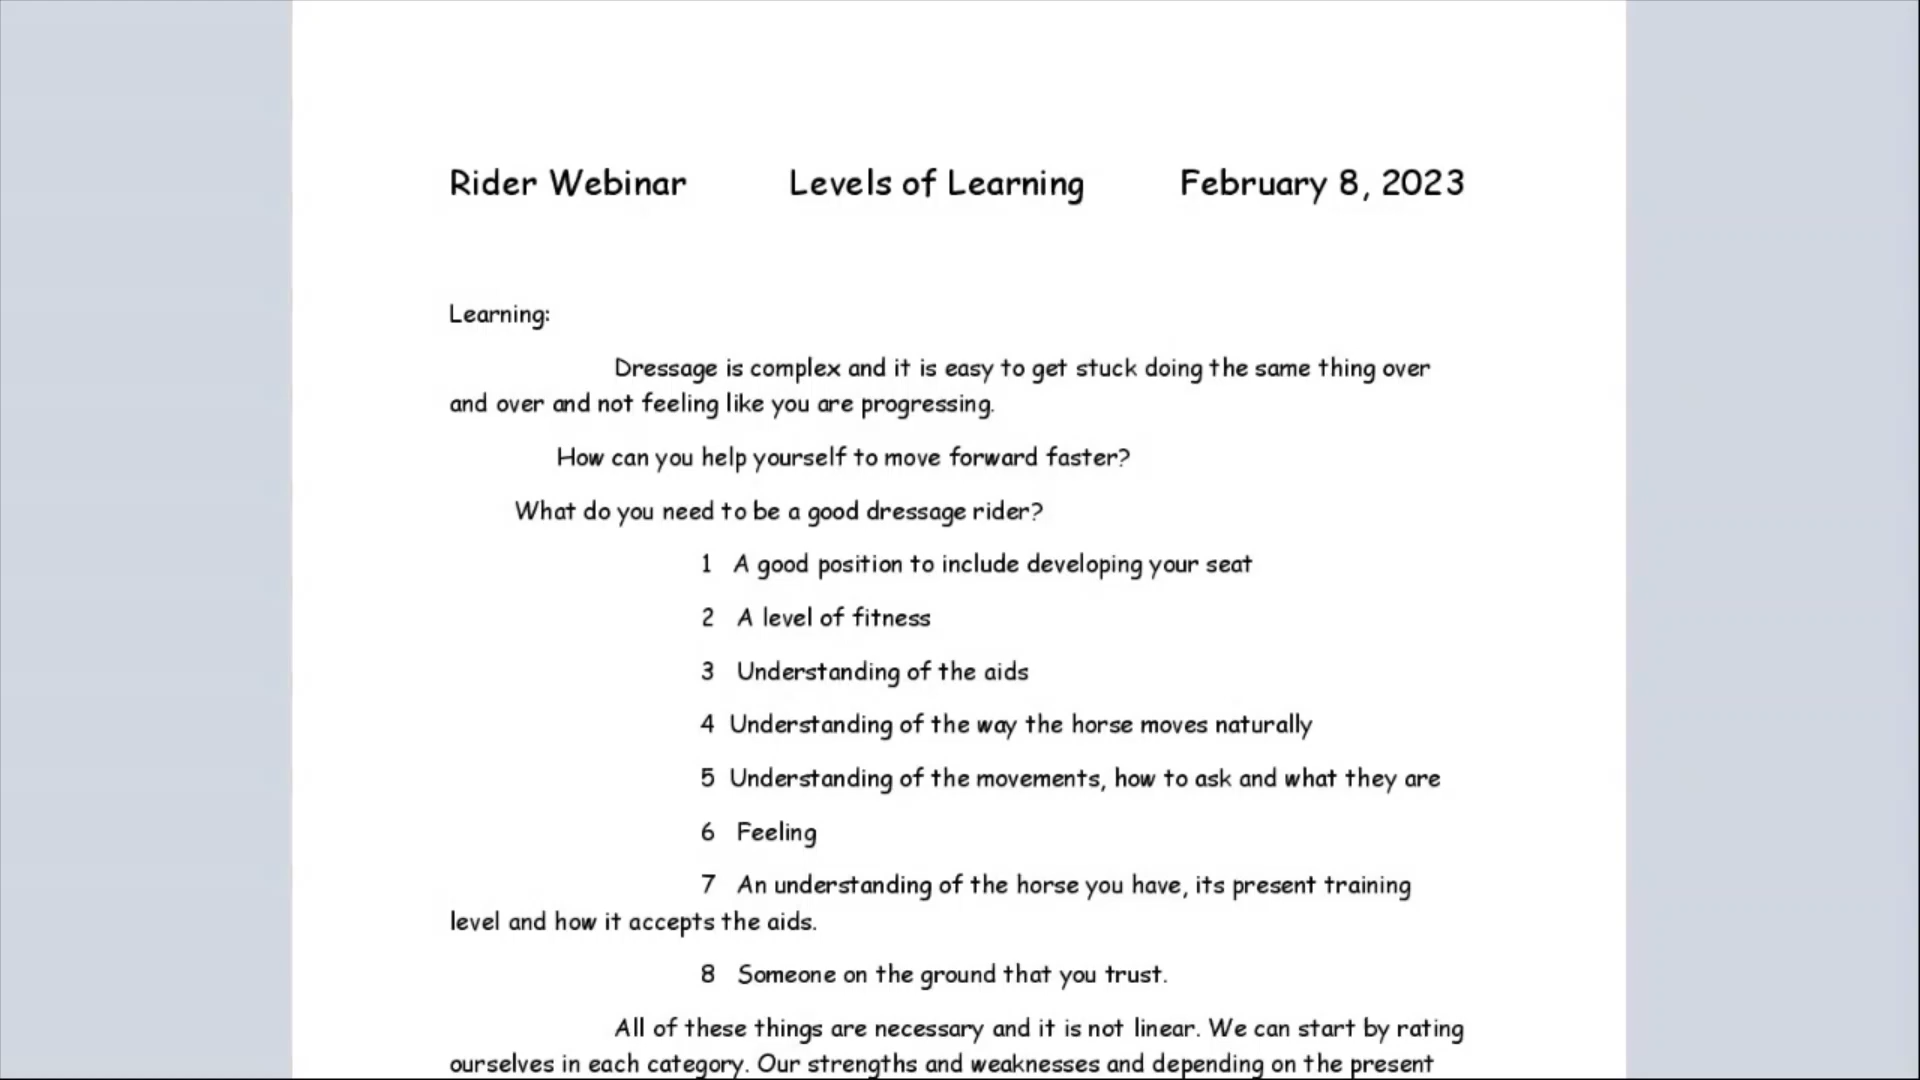 Rider Webinar Levels of Learning February 8, 2023
Learning:
Dressage is complex and it is easy to get stuck doing the same thing over
and over and not feeling like you are progressing.
How can you help yourself to move forward faster?
What do you need to be a good dressage rider?
1 A good position to include developing your seat
2 A level of fitness
3 Understanding of the aids
4 Understanding of the way the horse moves naturally
5 Understanding of the movements, how to ask and what they are
6 Feeling
7 An understanding of the horse you have, its present training
level and how it accepts the aids.
8 Someone on the ground that you trust.
All of these things are necessary and it is not linear. We can start by rating
ourselves in each category. Our strengths and weaknesses and depending on the present